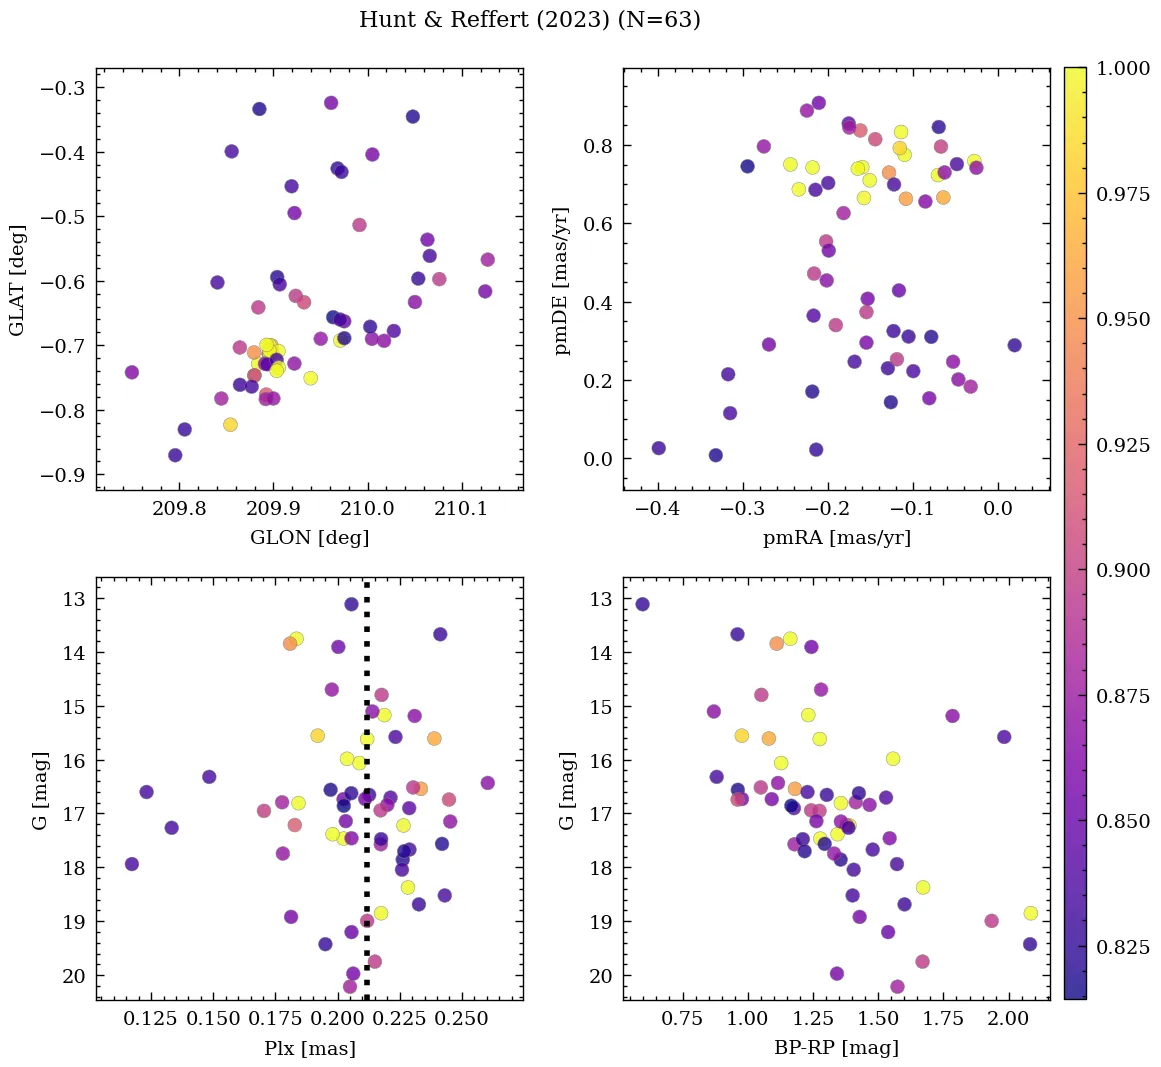 Hunt & Reffert (2023) (N=63)
−0.3
−0.4
−0.5
−0.6
−0.7
−0.8
−0.9
GLAT [deg]
209.8 209.9 210.0 210.1
GLON [deg]
0.8
0.6
0.4
0.2
0.0
pmDE [mas/yr]
−0.4 −0.3 −0.2 −0.1 0.0
pmRA [mas/yr]
13
14
15
16
17
18
19
20
G [mag]
0.125 0.150 0.175 0.200 0.225 0.250
Plx [mas]
13
14
15
16
17
18
19
20
G [mag]
0.75 1.00 1.25 1.50 1.75 2.00
BP-RP [mag]
1.000
0.975
0.950
0.925
0.900
0.875
0.850
0.825